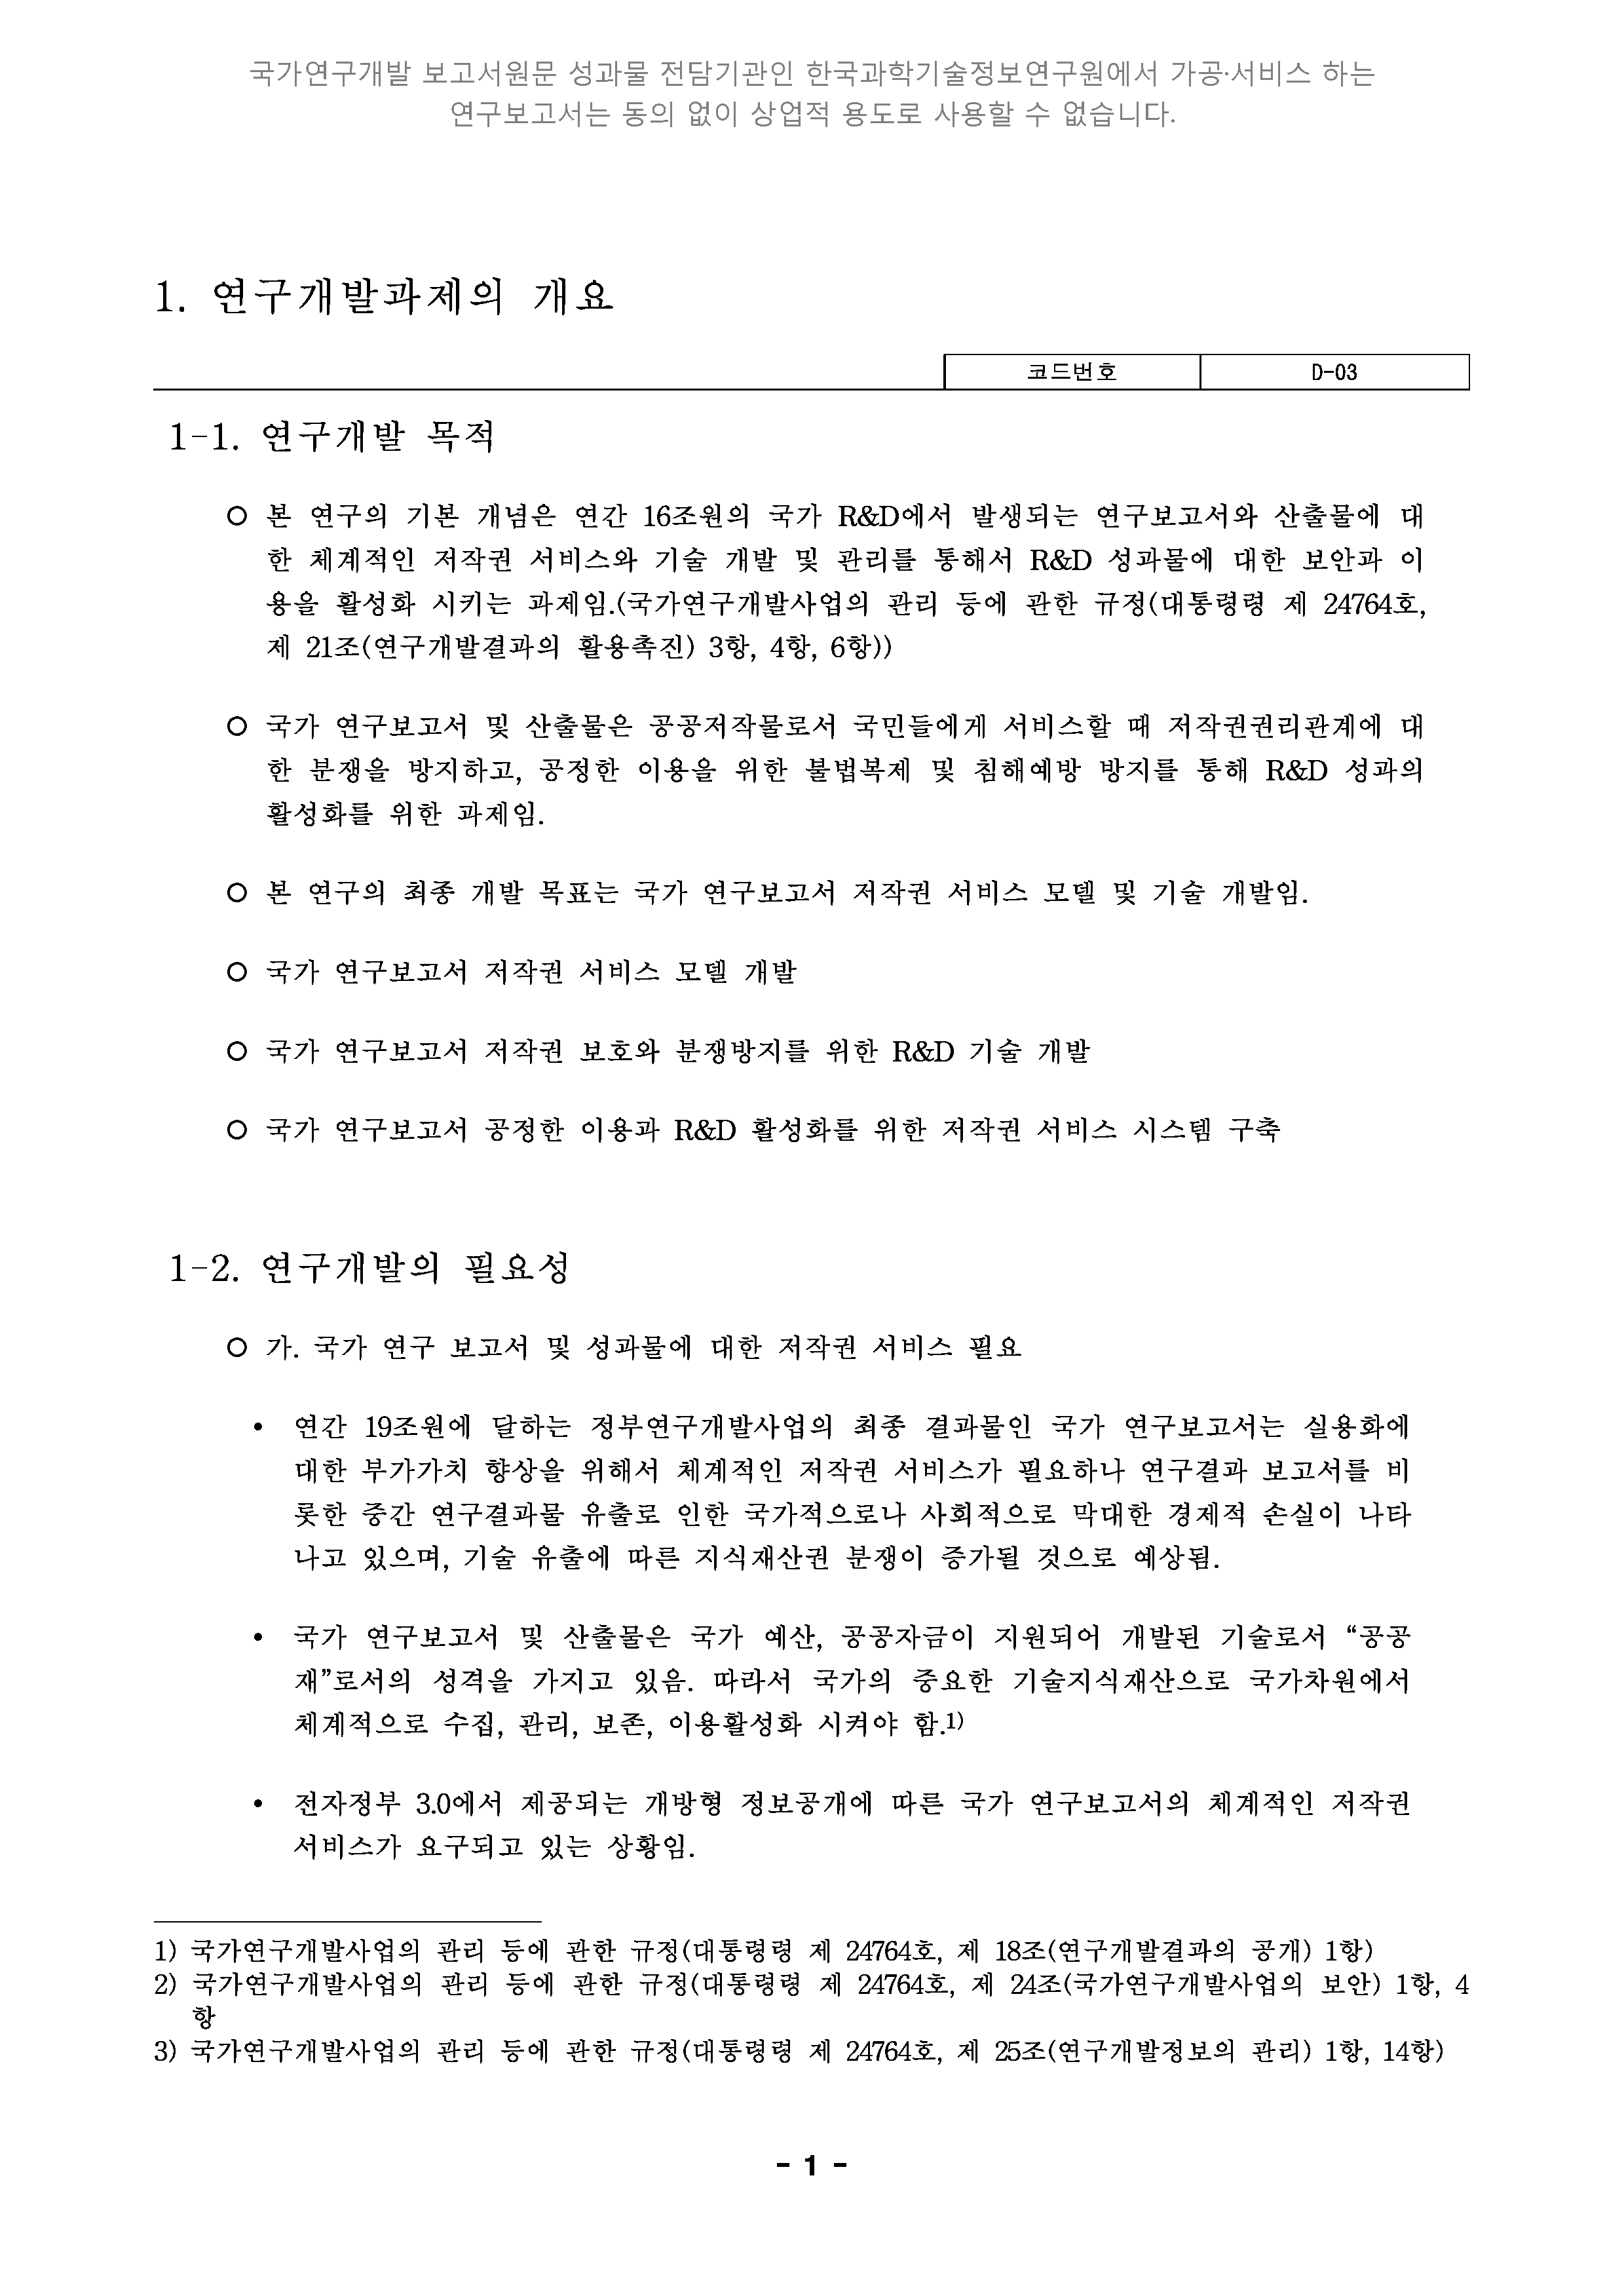 국가연구개발 보고서원문 성과물 전담기관인 한국과학기술정보연구원에서 가공·서비스 하는
연구보고서는 동의 없이 상업적 용도로 사용할 수 없습니다.
1. 연구개발과제의 개요
코드번호 D-03
1-1. 연구개발 목적
○ 본 연구의 기본 개념은 연간 16조원의 국가 R&D에서 발생되는 연구보고서와 산출물에 대
한 체계적인 저작권 서비스와 기술 개발 및 관리를 통해서 R&D 성과물에 대한 보안과 이
용을 활성화 시키는 과제임.(국가연구개발사업의 관리 등에 관한 규정(대통령령 제 24764호,
제 21조(연구개발결과의 활용촉진) 3항, 4항, 6항))
○ 국가 연구보고서 및 산출물은 공공저작물로서 국민들에게 서비스할 때 저작권권리관계에 대
한 분쟁을 방지하고, 공정한 이용을 위한 불법복제 및 침해예방 방지를 통해 R&D 성과의
활성화를 위한 과제임.
○ 본 연구의 최종 개발 목표는 국가 연구보고서 저작권 서비스 모델 및 기술 개발임.
○ 국가 연구보고서 저작권 서비스 모델 개발
○ 국가 연구보고서 저작권 보호와 분쟁방지를 위한 R&D 기술 개발
○ 국가 연구보고서 공정한 이용과 R&D 활성화를 위한 저작권 서비스 시스템 구축
1-2. 연구개발의 필요성
○ 가. 국가 연구 보고서 및 성과물에 대한 저작권 서비스 필요
• 연간 19조원에 달하는 정부연구개발사업의 최종 결과물인 국가 연구보고서는 실용화에
대한 부가가치 향상을 위해서 체계적인 저작권 서비스가 필요하나 연구결과 보고서를 비
롯한 중간 연구결과물 유출로 인한 국가적으로나 사회적으로 막대한 경제적 손실이 나타
나고 있으며, 기술 유출에 따른 지식재산권 분쟁이 증가될 것으로 예상됨.
• 국가 연구보고서 및 산출물은 국가 예산, 공공자금이 지원되어 개발된 기술로서 “공공
재”로서의 성격을 가지고 있음. 따라서 국가의 중요한 기술지식재산으로 국가차원에서
체계적으로 수집, 관리, 보존, 이용활성화 시켜야 함.1)
• 전자정부 3.0에서 제공되는 개방형 정보공개에 따른 국가 연구보고서의 체계적인 저작권
서비스가 요구되고 있는 상황임.
1) 국가연구개발사업의 관리 등에 관한 규정(대통령령 제 24764호, 제 18조(연구개발결과의 공개) 1항)
2) 국가연구개발사업의 관리 등에 관한 규정(대통령령 제 24764호, 제 24조(국가연구개발사업의 보안) 1항, 4
항
3) 국가연구개발사업의 관리 등에 관한 규정(대통령령 제 24764호, 제 25조(연구개발정보의 관리) 1항, 14항)
- 1 -